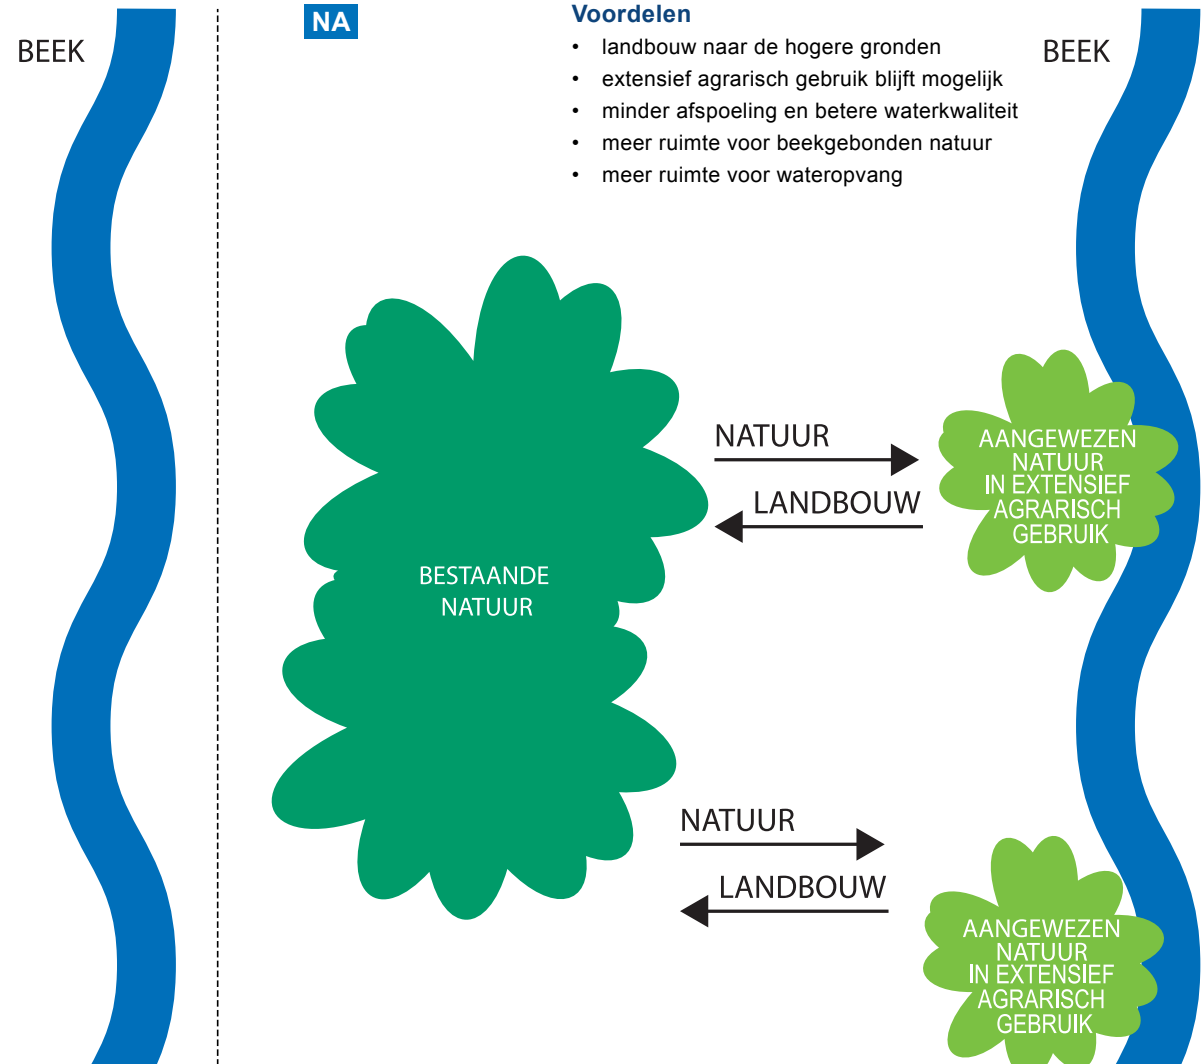 BEEK
NA
Voordelen
• landbouw naar de hogere gronden
• extensief agrarisch gebruik blijft mogelijk
• minder afspoeling en betere waterkwaliteit
• meer ruimte voor beekgebonden natuur
• meer ruimte voor wateropvang
BEEK
NATUUR
LANDBOUW
AANGEWEZEN
NATUUR
IN EXTENSIEF
AGRARISCH
GEBRUIK
BESTAANDE
NATUUR
NATUUR
LANDBOUW
AANGEWEZEN
NATUUR
IN EXTENSIEF
AGRARISCH
GEBRUIK